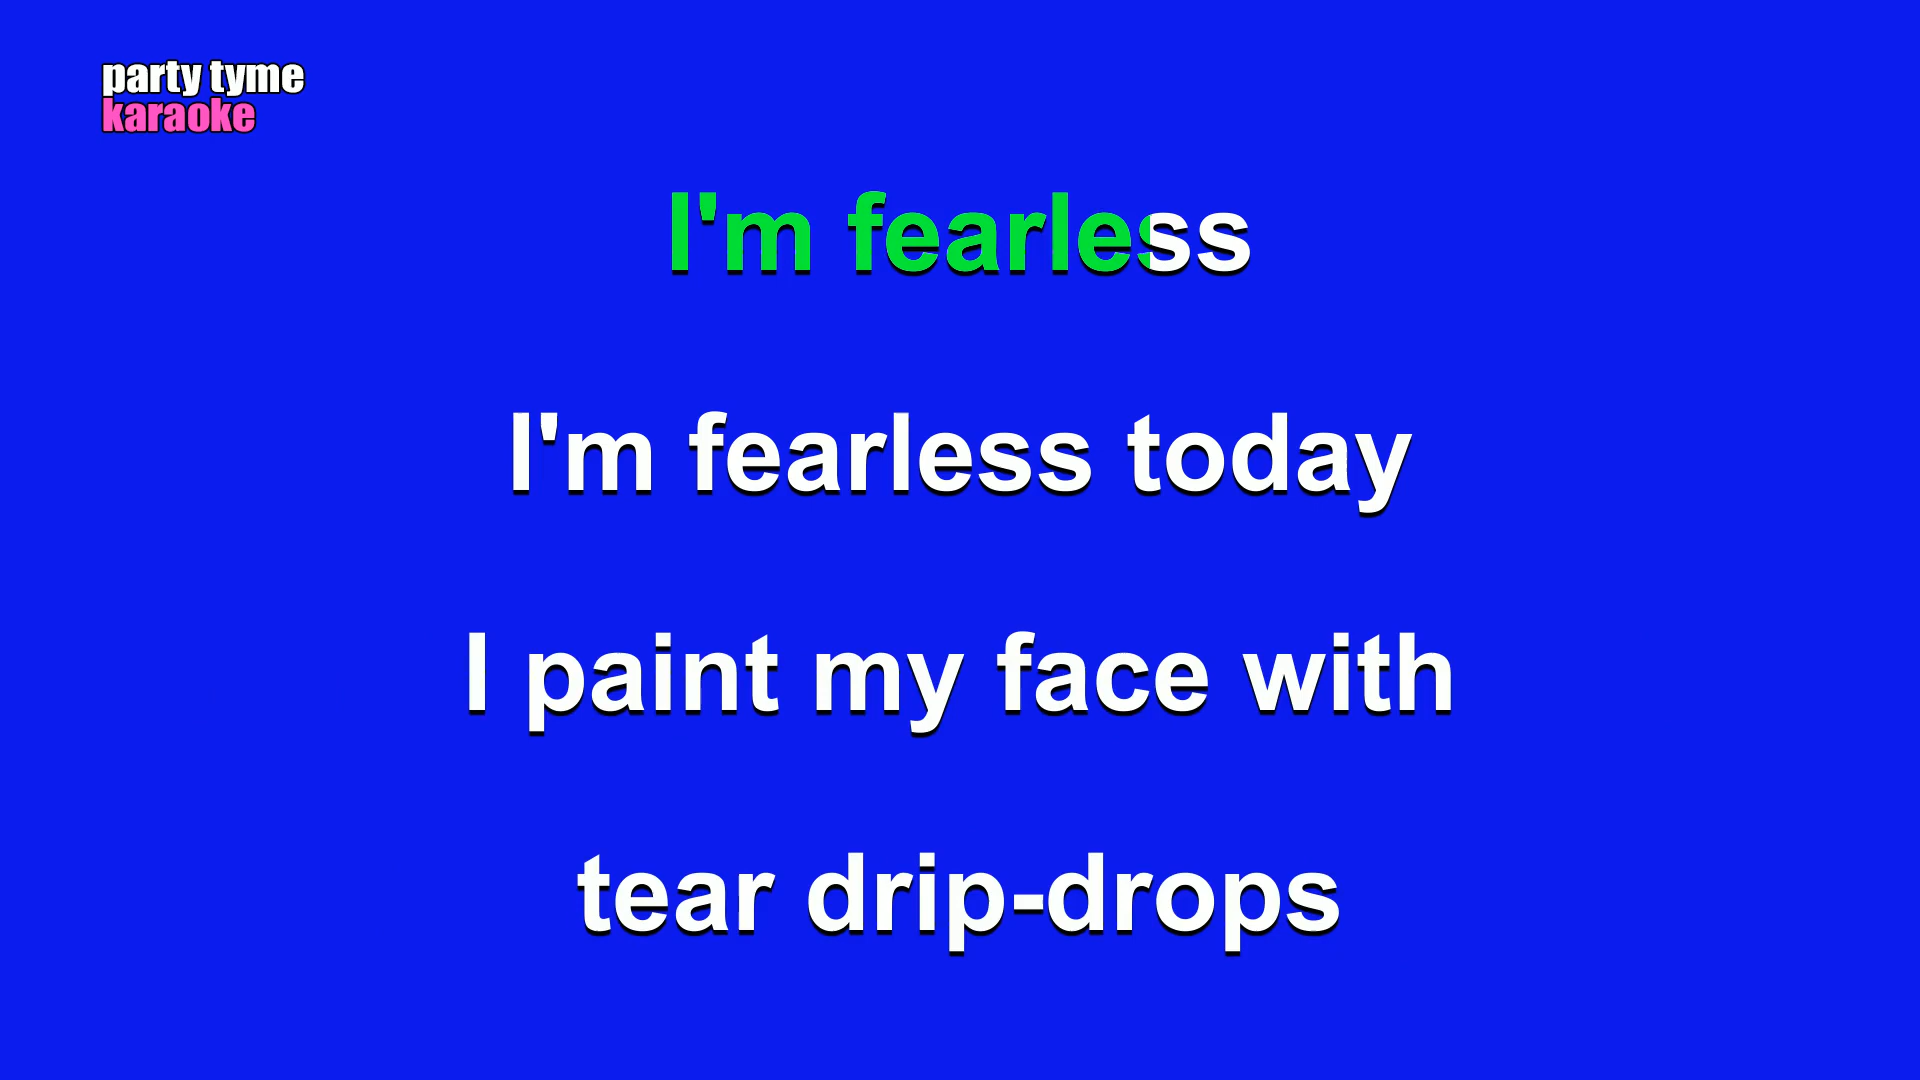 party tyme
karaoke
I'm fearless
I'm fearless today
I paint my face with
tear drip-drops